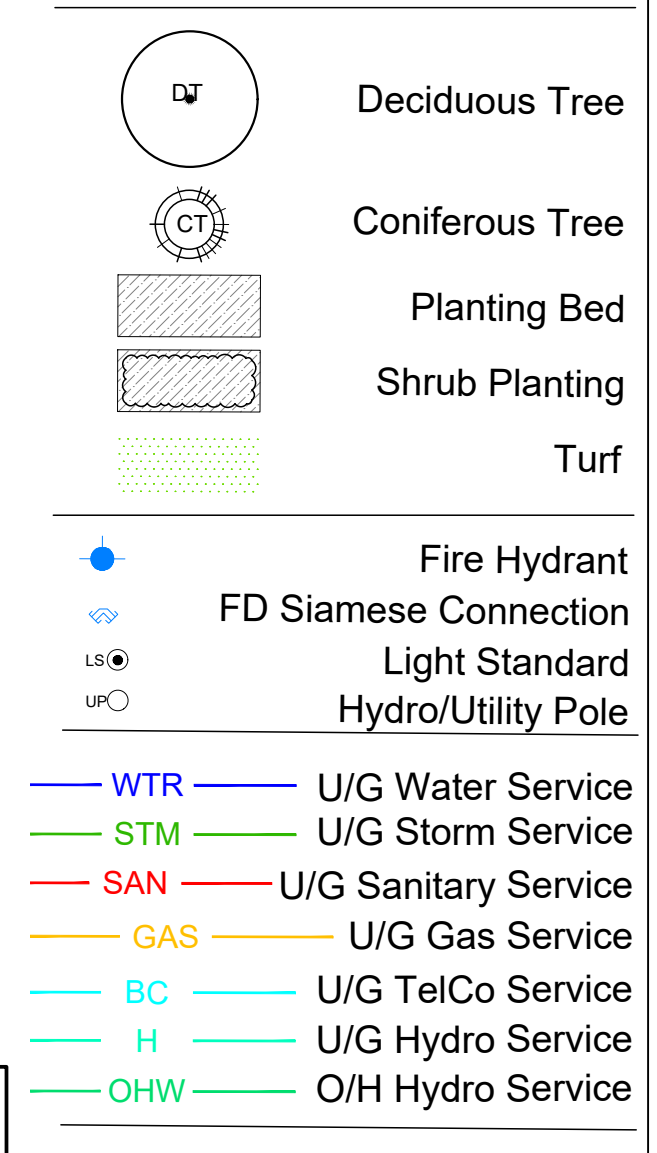 DT Deciduous Tree
CT Coniferous Tree
Planting Bed
Shrub Planting
Turf
Fire Hydrant
FD Siamese Connection
LS Light Standard
UP Hydro/Utility Pole
WTR U/G Water Service
STM U/G Storm Service
SAN U/G Sanitary Service
GAS U/G Gas Service
BC U/G TelCo Service
H U/G Hydro Service
OHW O/H Hydro Service